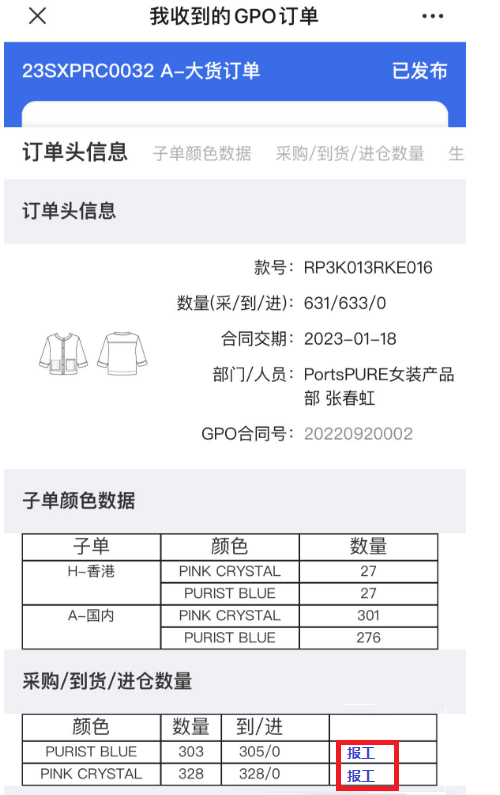 我收到的GPO订单
23SXPRC0032 A-大货订单 已发布
订单头信息 子单颜色数据 采购/到货/进仓数量 生
订单头信息
款号: RP3K013RKE016
数量(采/到/进): 631/633/0
合同交期: 2023-01-18
部门/人员: PortsPURE女装产品
部 张春虹
GPO合同号: 20220920002
子单颜色数据
子单 颜色 数量
H-香港 PINK CRYSTAL 27
PURIST BLUE 27
A-国内 PINK CRYSTAL 301
PURIST BLUE 276
采购/到货/进仓数量
颜色 数量 到/进
PURIST BLUE 303 305/0 报工
PINK CRYSTAL 328 328/0 报工